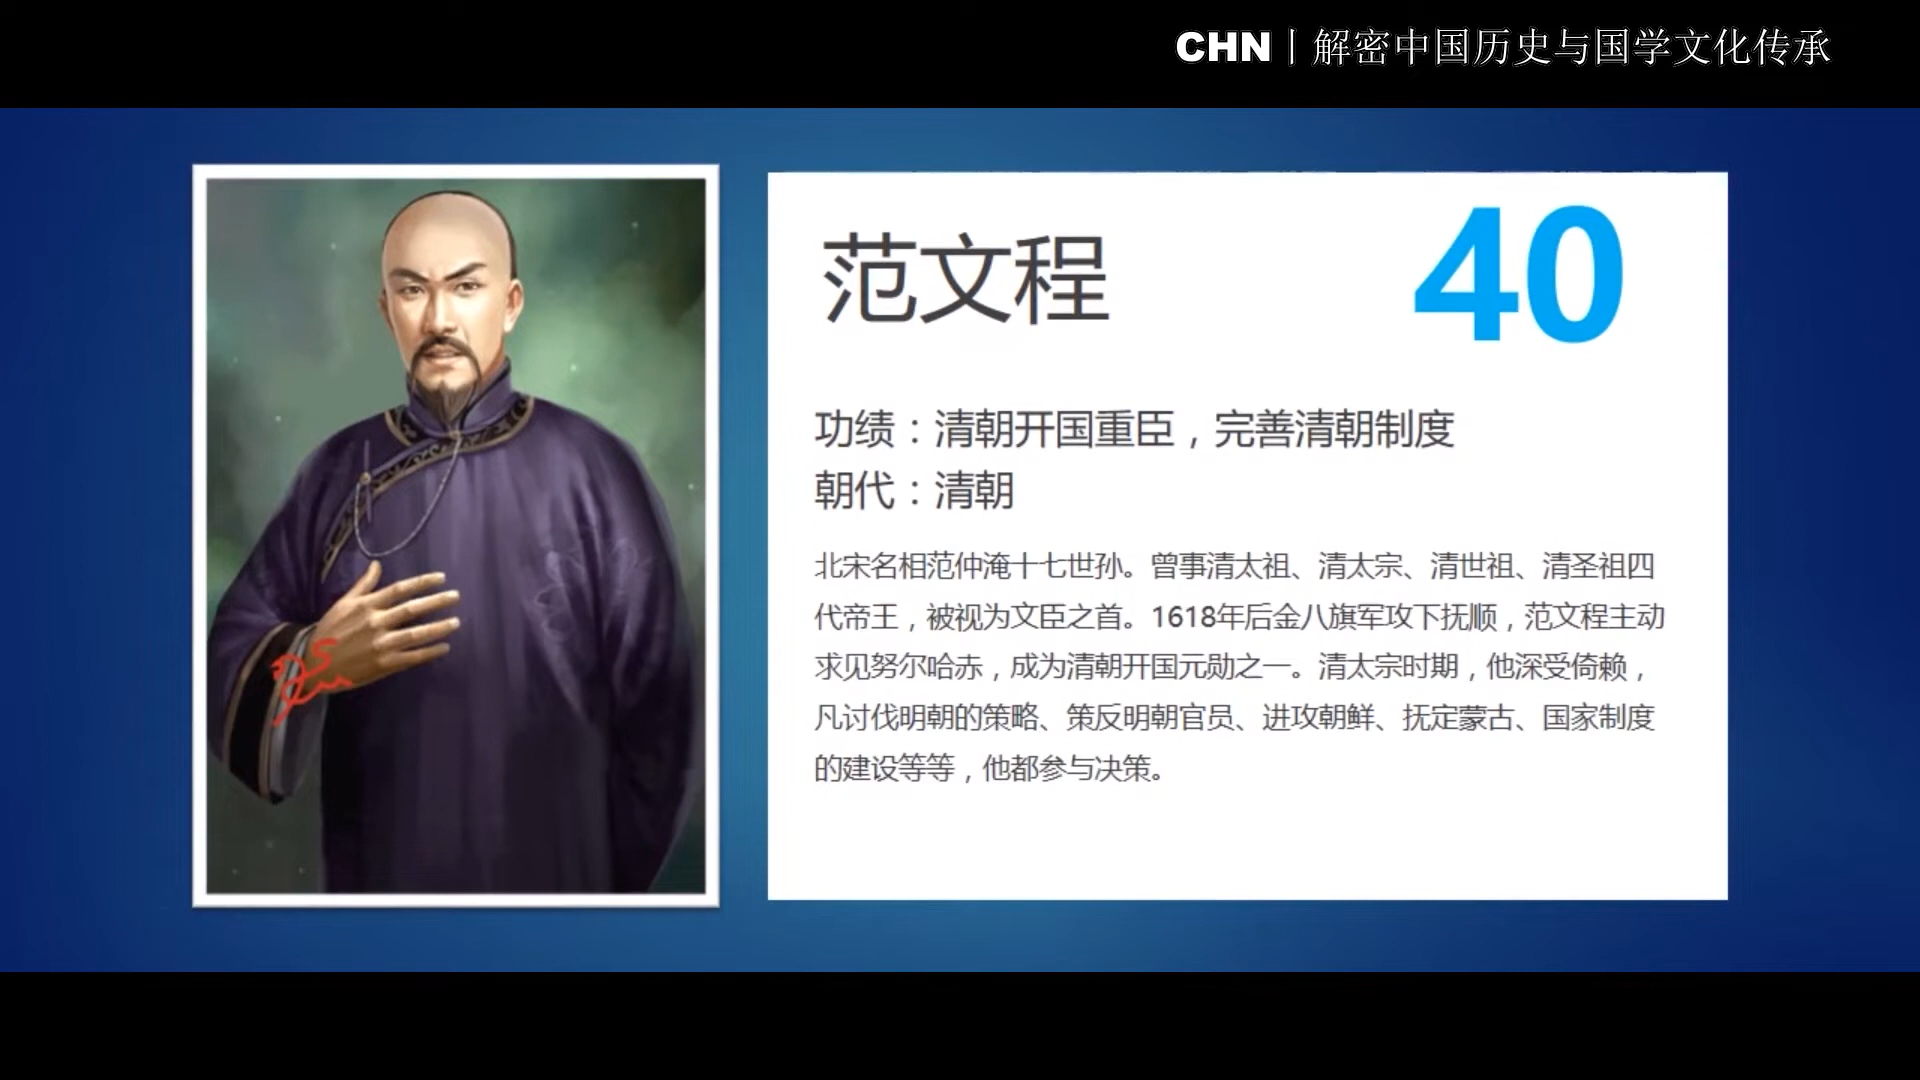 CHN丨解密中国历史与国学文化传承
范文程
40
功绩：清朝开国重臣，完善清朝制度
朝代：清朝
北宋名相范仲淹十七世孙。曾事清太祖、清太宗、清世祖、清圣祖四
代帝王，被视为文臣之首。1618年后金八旗军攻下抚顺，范文程主动
求见努尔哈赤，成为清朝开国元勋之一。清太宗时期，他深受倚赖，
凡讨伐明朝的策略、策反明朝官员、进攻朝鲜、抚定蒙古、国家制度
的建设等等，他都参与决策。